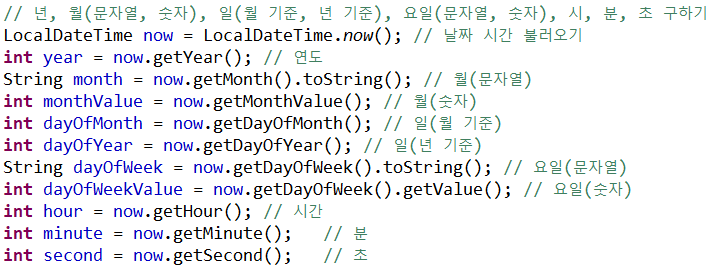 // 년, 월(문자열, 숫자), 일(월 기준, 년 기준), 요일(문자열, 숫자), 시, 분, 초 구하기
LocalDateTime now = LocalDateTime.now(); // 날짜 시간 불러오기
int year = now.getYear(); // 연도
String month = now.getMonth().toString(); // 월(문자열)
int monthValue = now.getMonthValue(); // 월(숫자)
int dayOfMonth = now.getDayOfMonth(); // 일(월 기준)
int dayOfYear = now.getDayOfYear(); // 일(년 기준)
String dayOfWeek = now.getDayOfWeek().toString(); // 요일(문자열)
int dayOfWeekValue = now.getDayOfWeek().getValue(); // 요일(숫자)
int hour = now.getHour(); // 시간
int minute = now.getMinute();   // 분
int second = now.getSecond();   // 초